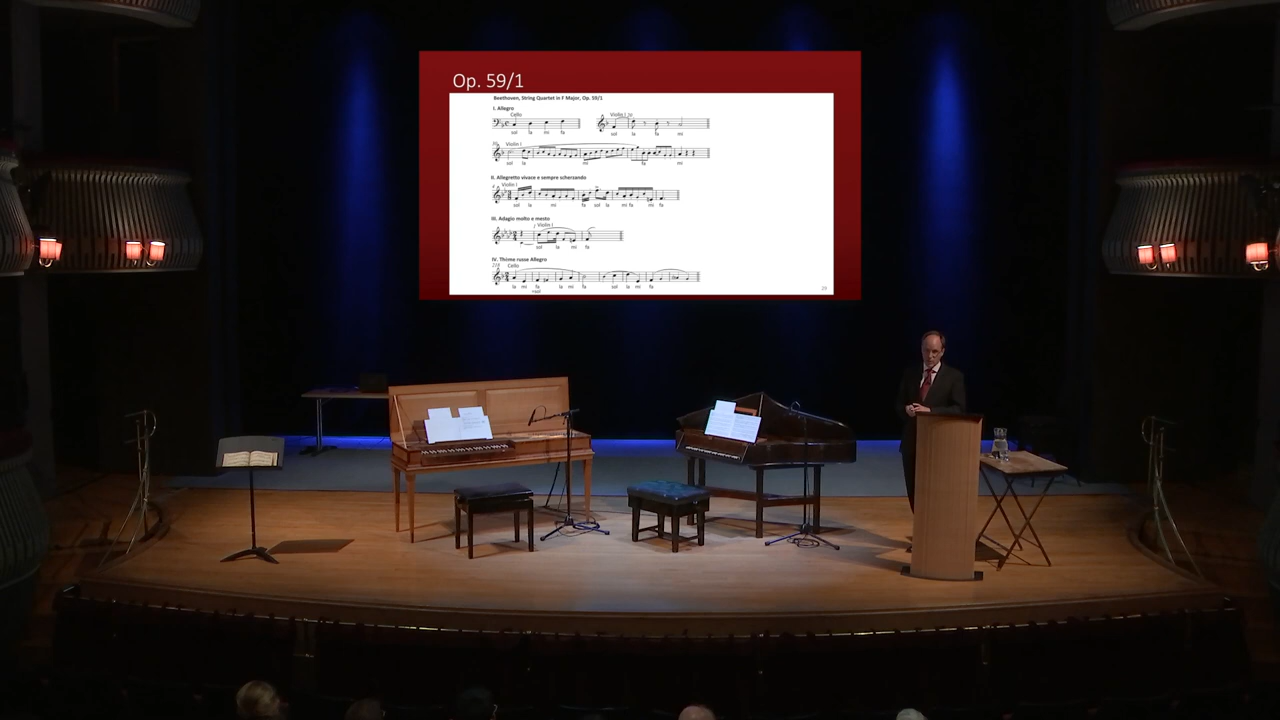 Op. 59/1
Beethoven, String Quartet in F Major, Op. 59/1
I. Allegro
Cello
Violin I
sol la mi fa
sol la fa mi
Violin I
sol la mi fa mi
II. Allegretto vivace e sempre scherzando
Violin I
sol la mi fa sol la mi fa mi fa
III. Adagio molto e mesto
Violin I
sol la mi fa
IV. Thème russe Allegro
Cello
la mi fa la mi fa sol la mi fa
29